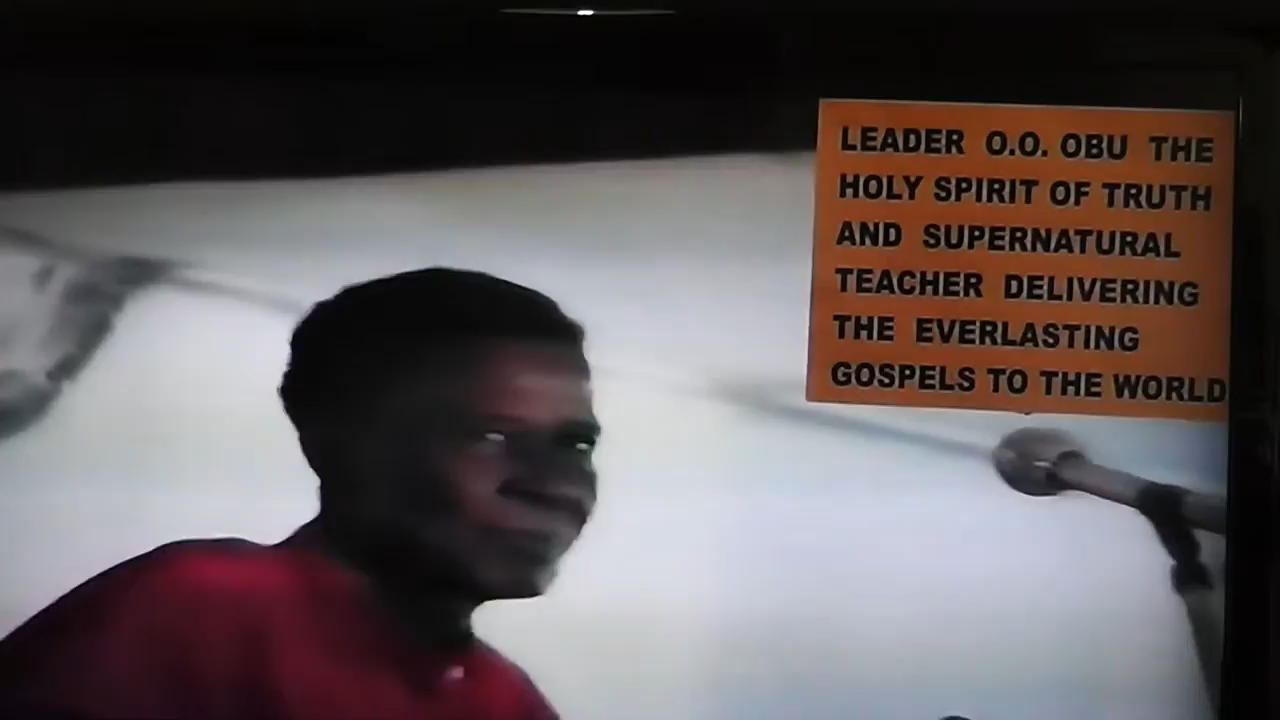 LEADER O.O. OBU THE
HOLY SPIRIT OF TRUTH
AND SUPERNATURAL
TEACHER DELIVERING
THE EVERLASTING
GOSPELS TO THE WORLD